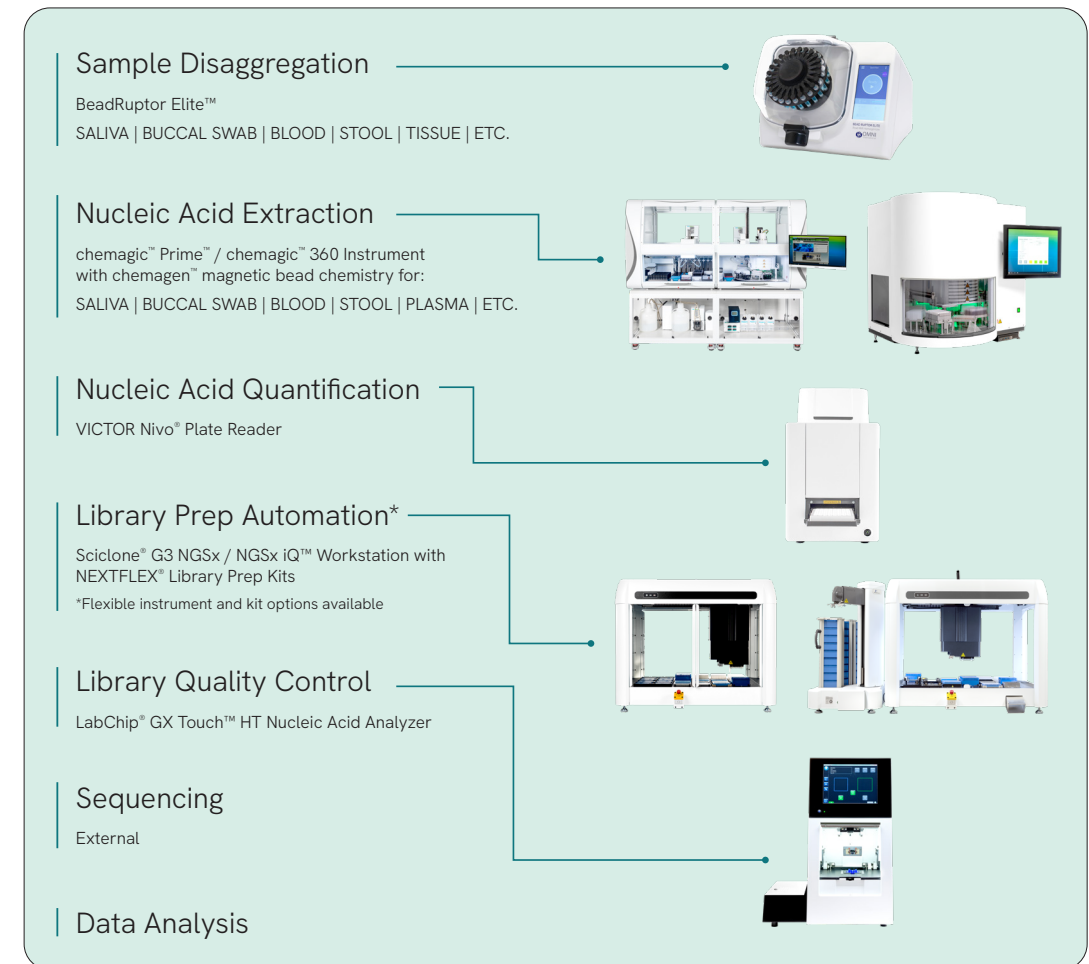 Sample Disaggregation
BeadRuptor Elite™
SALIVA | BUCCAL SWAB | BLOOD | STOOL | TISSUE | ETC.
OMNI
Nucleic Acid Extraction
chemagic™ Prime™ / chemagic™ 360 Instrument
with chemagen™ magnetic bead chemistry for:
SALIVA | BUCCAL SWAB | BLOOD | STOOL | PLASMA | ETC.
Nucleic Acid Quantification
VICTOR Nivo® Plate Reader
Library Prep Automation*
Sciclone® G3 NGSx / NGSx iQ™ Workstation with
NEXTFLEX® Library Prep Kits
*Flexible instrument and kit options available
Library Quality Control
LabChip® GX Touch™ HT Nucleic Acid Analyzer
Sequencing
External
Data Analysis